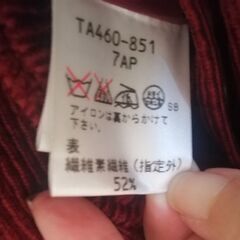 TA460-851
7AP
SB
アイロンは裏からかけて
下さい。
表
繊維素繊維(指定外)
52%